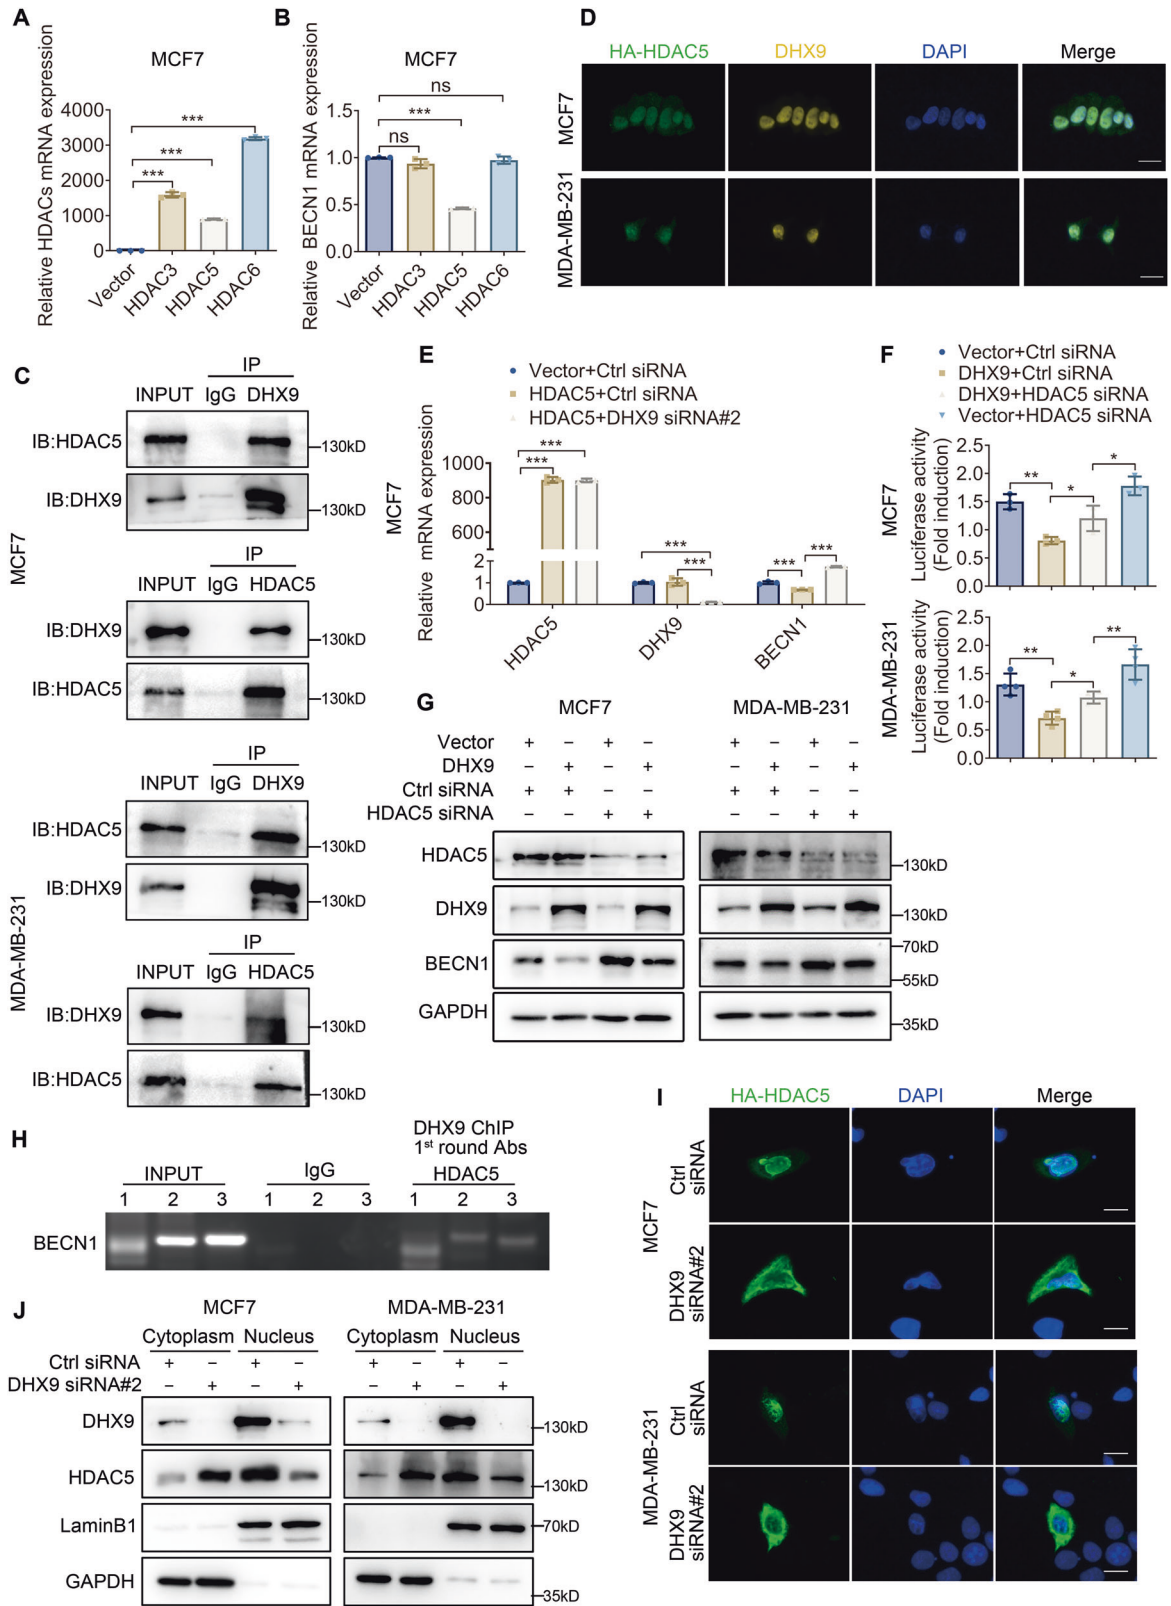 A
MCF7
Relative HDACs mRNA expression
4000
3000
2000
1000
0
***
***
***
Vector
HDAC3
HDAC5
HDAC6
B
MCF7
Relative BECN1 mRNA expression
1.5
1.0
0.5
0.0
ns
***
ns
Vector
HDAC3
HDAC5
HDAC6
D
HA-HDAC5 DHX9 DAPI Merge
MCF7
MDA-MB-231
C
MCF7
IP
INPUT IgG DHX9
IB:HDAC5 130kD
IB:DHX9 130kD
IP
INPUT IgG HDAC5
IB:DHX9 130kD
IB:HDAC5 130kD
MDA-MB-231
IP
INPUT IgG DHX9
IB:HDAC5 130kD
IB:DHX9 130kD
IP
INPUT IgG HDAC5
IB:DHX9 130kD
IB:HDAC5 130kD
E
Vector+Ctrl siRNA
HDAC5+Ctrl siRNA
HDAC5+DHX9 siRNA#2
MCF7
Relative mRNA expression
1000
800
600
2
1
0
***
***
***
***
***
***
HDAC5
DHX9
BECN1
F
Vector+Ctrl siRNA
DHX9+Ctrl siRNA
DHX9+HDAC5 siRNA
Vector+HDAC5 siRNA
MCF7
Luciferase activity
(Fold induction)
2.5
2.0
1.5
1.0
0.5
0.0
**
*
*
MDA-MB-231
Luciferase activity
(Fold induction)
2.5
2.0
1.5
1.0
0.5
0.0
**
*
**
G
MCF7 MDA-MB-231
Vector + − + − + − + −
DHX9 − + − + − + − +
Ctrl siRNA + + − − + + − −
HDAC5 siRNA − − + + − − + +
HDAC5 130kD
DHX9 130kD
BECN1 70kD
55kD
GAPDH 35kD
H
DHX9 ChIP
1st round Abs
INPUT IgG HDAC5
1 2 3 1 2 3 1 2 3
BECN1
I
HA-HDAC5 DAPI Merge
MCF7
Ctrl
siRNA
DHX9
siRNA#2
MDA-MB-231
Ctrl
siRNA
DHX9
siRNA#2
J
MCF7 MDA-MB-231
Cytoplasm Nucleus Cytoplasm Nucleus
Ctrl siRNA + − + − + − + −
DHX9 siRNA#2 − + − + − + − +
DHX9 130kD
HDAC5 130kD
LaminB1 70kD
GAPDH 35kD